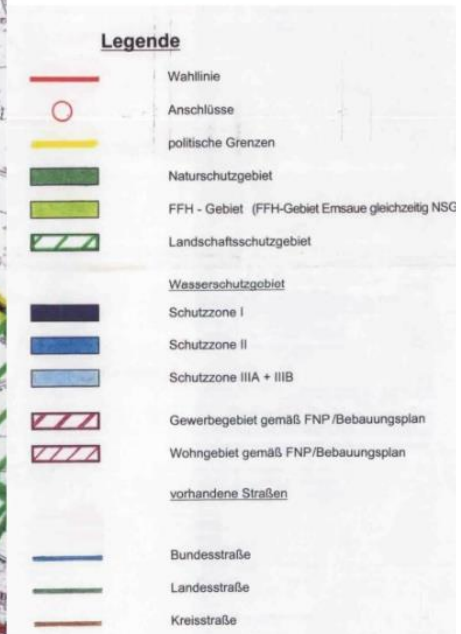 Legende
Wahllinie
Anschlüsse
politische Grenzen
Naturschutzgebiet
FFH - Gebiet (FFH-Gebiet Emsaue gleichzeitig NSG
Landschaftsschutzgebiet
Wasserschutzgebiet
Schutzzone I
Schutzzone II
Schutzzone IIIA + IIIB
Gewerbegebiet gemäß FNP/Bebauungsplan
Wohngebiet gemäß FNP/Bebauungsplan
vorhandene Straßen
Bundesstraße
Landesstraße
Kreisstraße